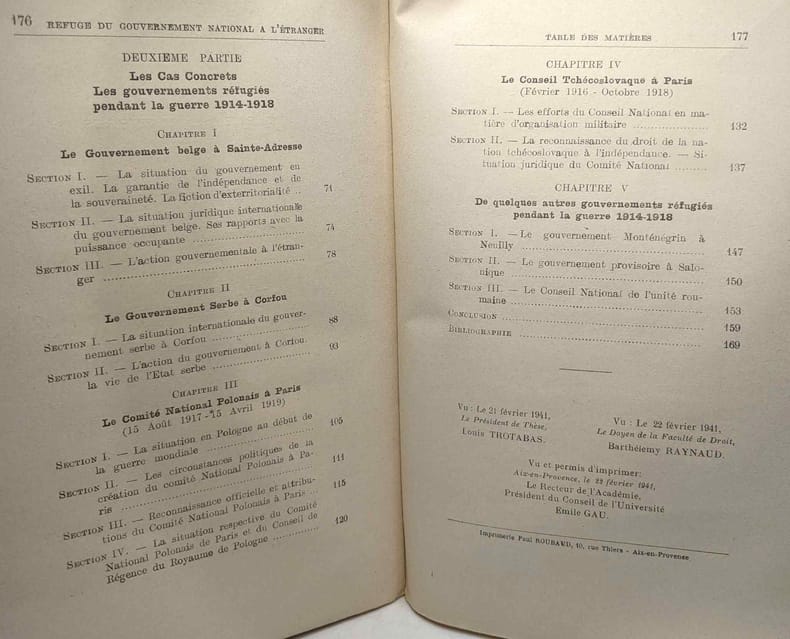 176 REFUGE DU GOUVERNEMENT NATIONAL A L'ÉTRANGER
DEUXIEME PARTIE
Les Cas Concrets
Les gouvernements réfugiés
pendant la guerre 1914-1918
CHAPITRE I
Le Gouvernement belge à Sainte-Adresse
SECTION I. — La situation du gouvernement en
exil. La garantie de l'indépendance et de
la souveraineté. La fiction d'exterritorialité .. 71
SECTION II. — La situation juridique internationale
du gouvernement belge. Ses rapports avec la
puissance occupante .................... 74
SECTION III. — L'action gouvernementale à l'étran-
ger ........................................ 78
CHAPITRE II
Le Gouvernement Serbe à Corfou
SECTION I. — La situation internationale du gouver-
nement serbe à Corfou .................... 88
SECTION II. — L'action du gouvernement à Corfou.
la vie de l'Etat serbe .................... 93
CHAPITRE III
Le Comité National Polonais à Paris
(15 Août 1917 - 15 Avril 1919)
SECTION I. — La situation en Pologne au début de
la guerre mondiale .................... 105
SECTION II. — Les circonstances politiques de la
création du comité National Polonais à Pa-
ris .................................... 111
SECTION III. — Reconnaissance officielle et attribu-
tions du Comité National Polonais à Paris ... 115
SECTION IV. — La situation respective du Comité
National Polonais de Paris et du Conseil de
Régence du Royaume de Pologne ............ 120
TABLE DES MATIÈRES 177
CHAPITRE IV
Le Conseil Tchécoslovaque à Paris
(Février 1916 - Octobre 1918)
SECTION I. — Les efforts du Conseil National en ma-
tière d'organisation militaire ................ 132
SECTION II. — La reconnaissance du droit de la na-
tion tchécoslovaque à l'indépendance. — Si-
tuation juridique du Comité National ........ 137
CHAPITRE V
De quelques autres gouvernements réfugiés
pendant la guerre 1914-1918
SECTION I. — Le gouvernement Monténégrin à
Neuilly .................................... 147
SECTION II. — Le gouvernement provisoire à Salo-
nique .................................... 150
SECTION III. — Le Conseil National de l'unité rou-
maine .................................... 153
CONCLUSION .................................... 159
BIBLIOGRAPHIE .................................... 169
Vu : Le 21 février 1941,
Le Président de Thèse,
Louis TROTABAS.
Vu : Le 22 février 1941,
Le Doyen de la Faculté de Droit,
Barthélemy RAYNAUD.
Vu et permis d'imprimer:
Aix-en-Provence, le 22 février 1941,
Le Recteur de l'Académie,
Président du Conseil de l'Université
Emile GAU.
Imprimerie Paul ROUBAUD, 10, rue Thiers - Aix-en-Provence